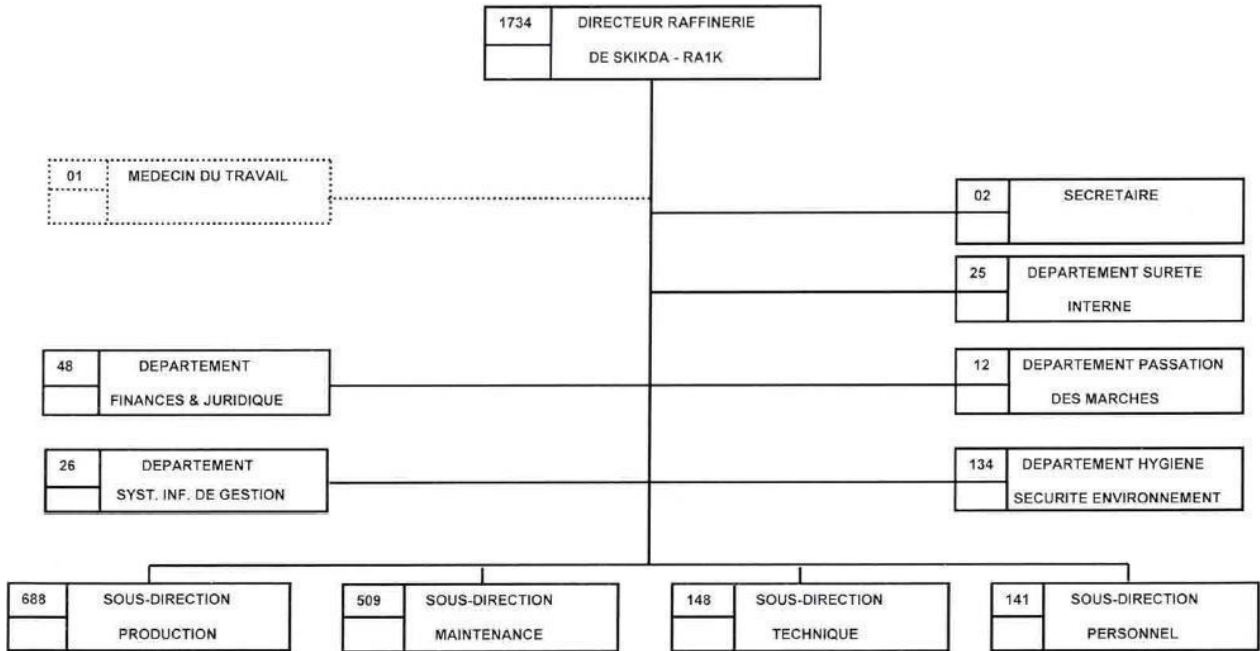 1734 DIRECTEUR RAFFINERIE
DE SKIKDA - RA1K
01 MEDECIN DU TRAVAIL
02 SECRETAIRE
25 DEPARTEMENT SURETE
INTERNE
48 DEPARTEMENT
FINANCES & JURIDIQUE
12 DEPARTEMENT PASSATION
DES MARCHES
26 DEPARTEMENT
SYST. INF. DE GESTION
134 DEPARTEMENT HYGIENE
SECURITE ENVIRONNEMENT
688 SOUS-DIRECTION
PRODUCTION
509 SOUS-DIRECTION
MAINTENANCE
148 SOUS-DIRECTION
TECHNIQUE
141 SOUS-DIRECTION
PERSONNEL